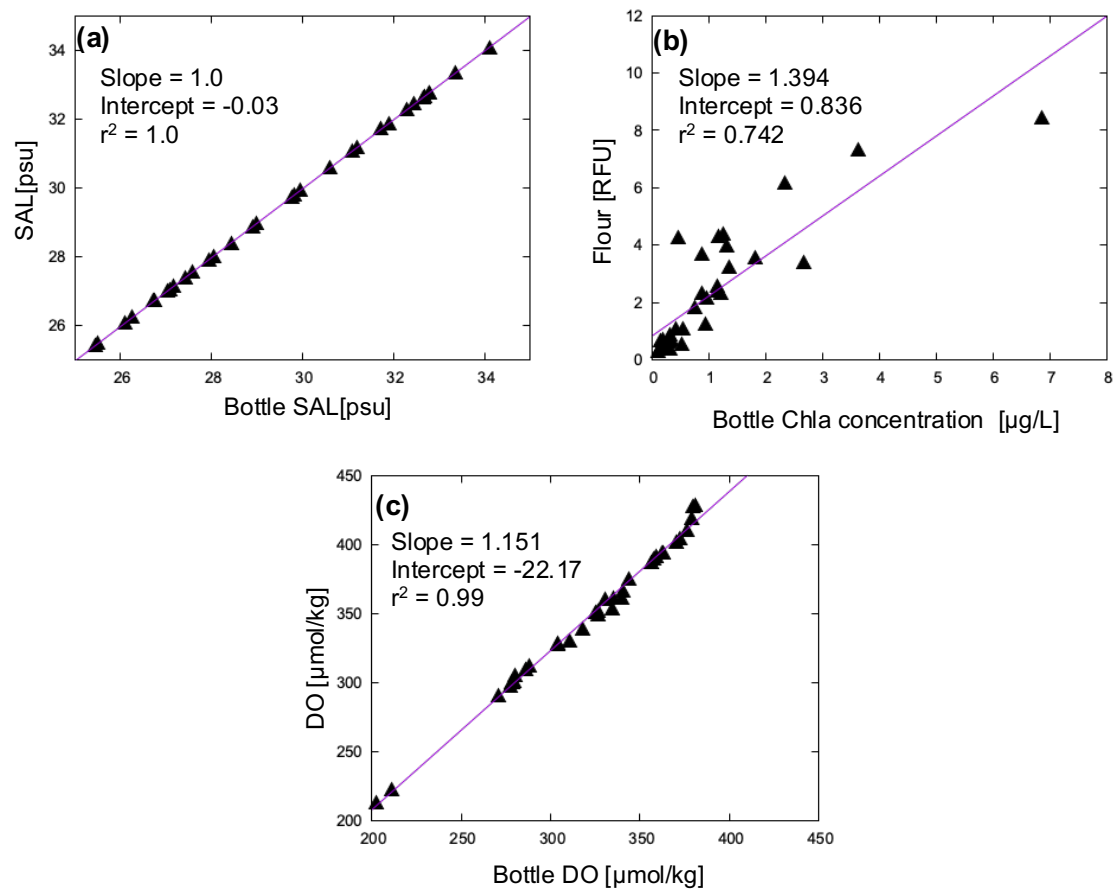 (a)
Slope = 1.0
Intercept = -0.03
r² = 1.0
34
32
30
28
26
SAL[psu]
26
28
30
32
34
Bottle SAL[psu]
(b)
Slope = 1.394
Intercept = 0.836
r² = 0.742
12
10
8
6
4
2
0
Flour [RFU]
0
1
2
3
4
5
6
7
8
Bottle Chla concentration [µg/L]
(c)
Slope = 1.151
Intercept = -22.17
r² = 0.99
450
400
350
300
250
200
DO [µmol/kg]
200
250
300
350
400
450
Bottle DO [µmol/kg]